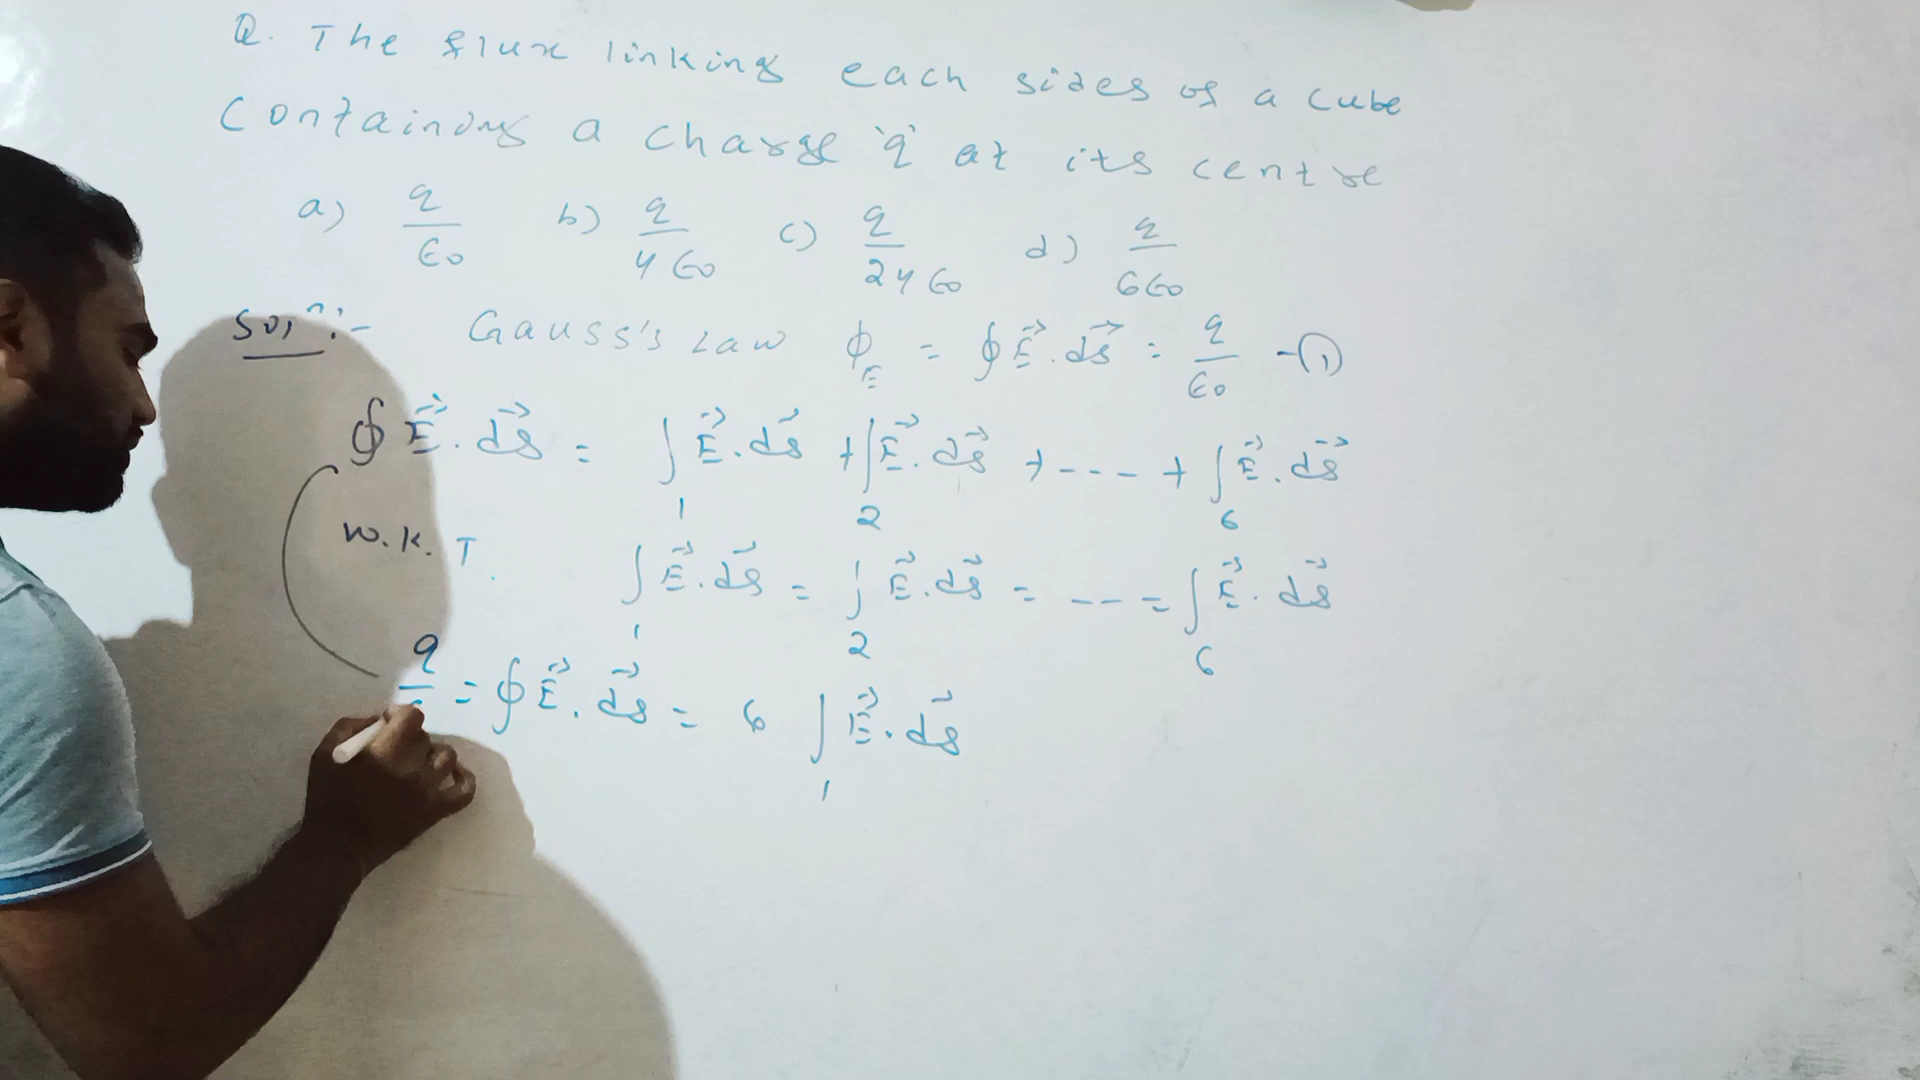 Q. The flux linking each sides of a cube
Containing a charge 'q' at its centre
a) q/ϵ0 b) q/4ϵ0 c) q/24ϵ0 d) q/6ϵ0
Solⁿ:- Gauss's Law ϕ_E = ∮E⃗.ds⃗ = q/ϵ0 -①
∮E⃗.ds⃗ = ∫₁E⃗.ds⃗ + ∫₂E⃗.ds⃗ + --- + ∫₆E⃗.ds⃗
W.K.T. ∫₁E⃗.ds⃗ = ∫₂E⃗.ds⃗ = --- = ∫₆E⃗.ds⃗
q/ = ∮E⃗.ds⃗ = 6 ∫₁E⃗.ds⃗